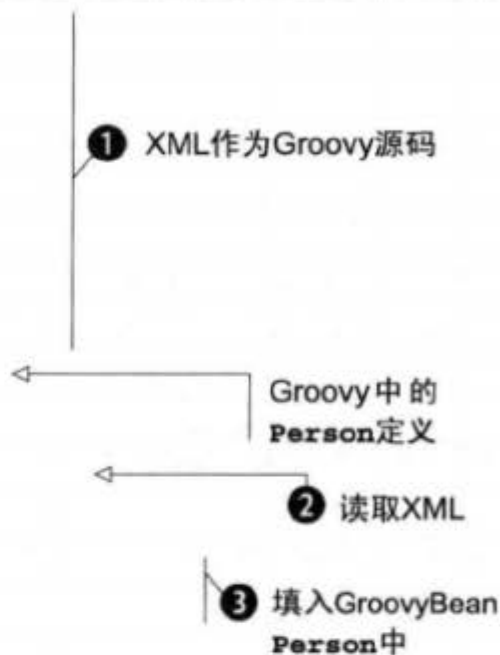 ❶ XML作为Groovy源码
Groovy中的
Person定义
❷ 读取XML
❸ 填入GroovyBean
Person中